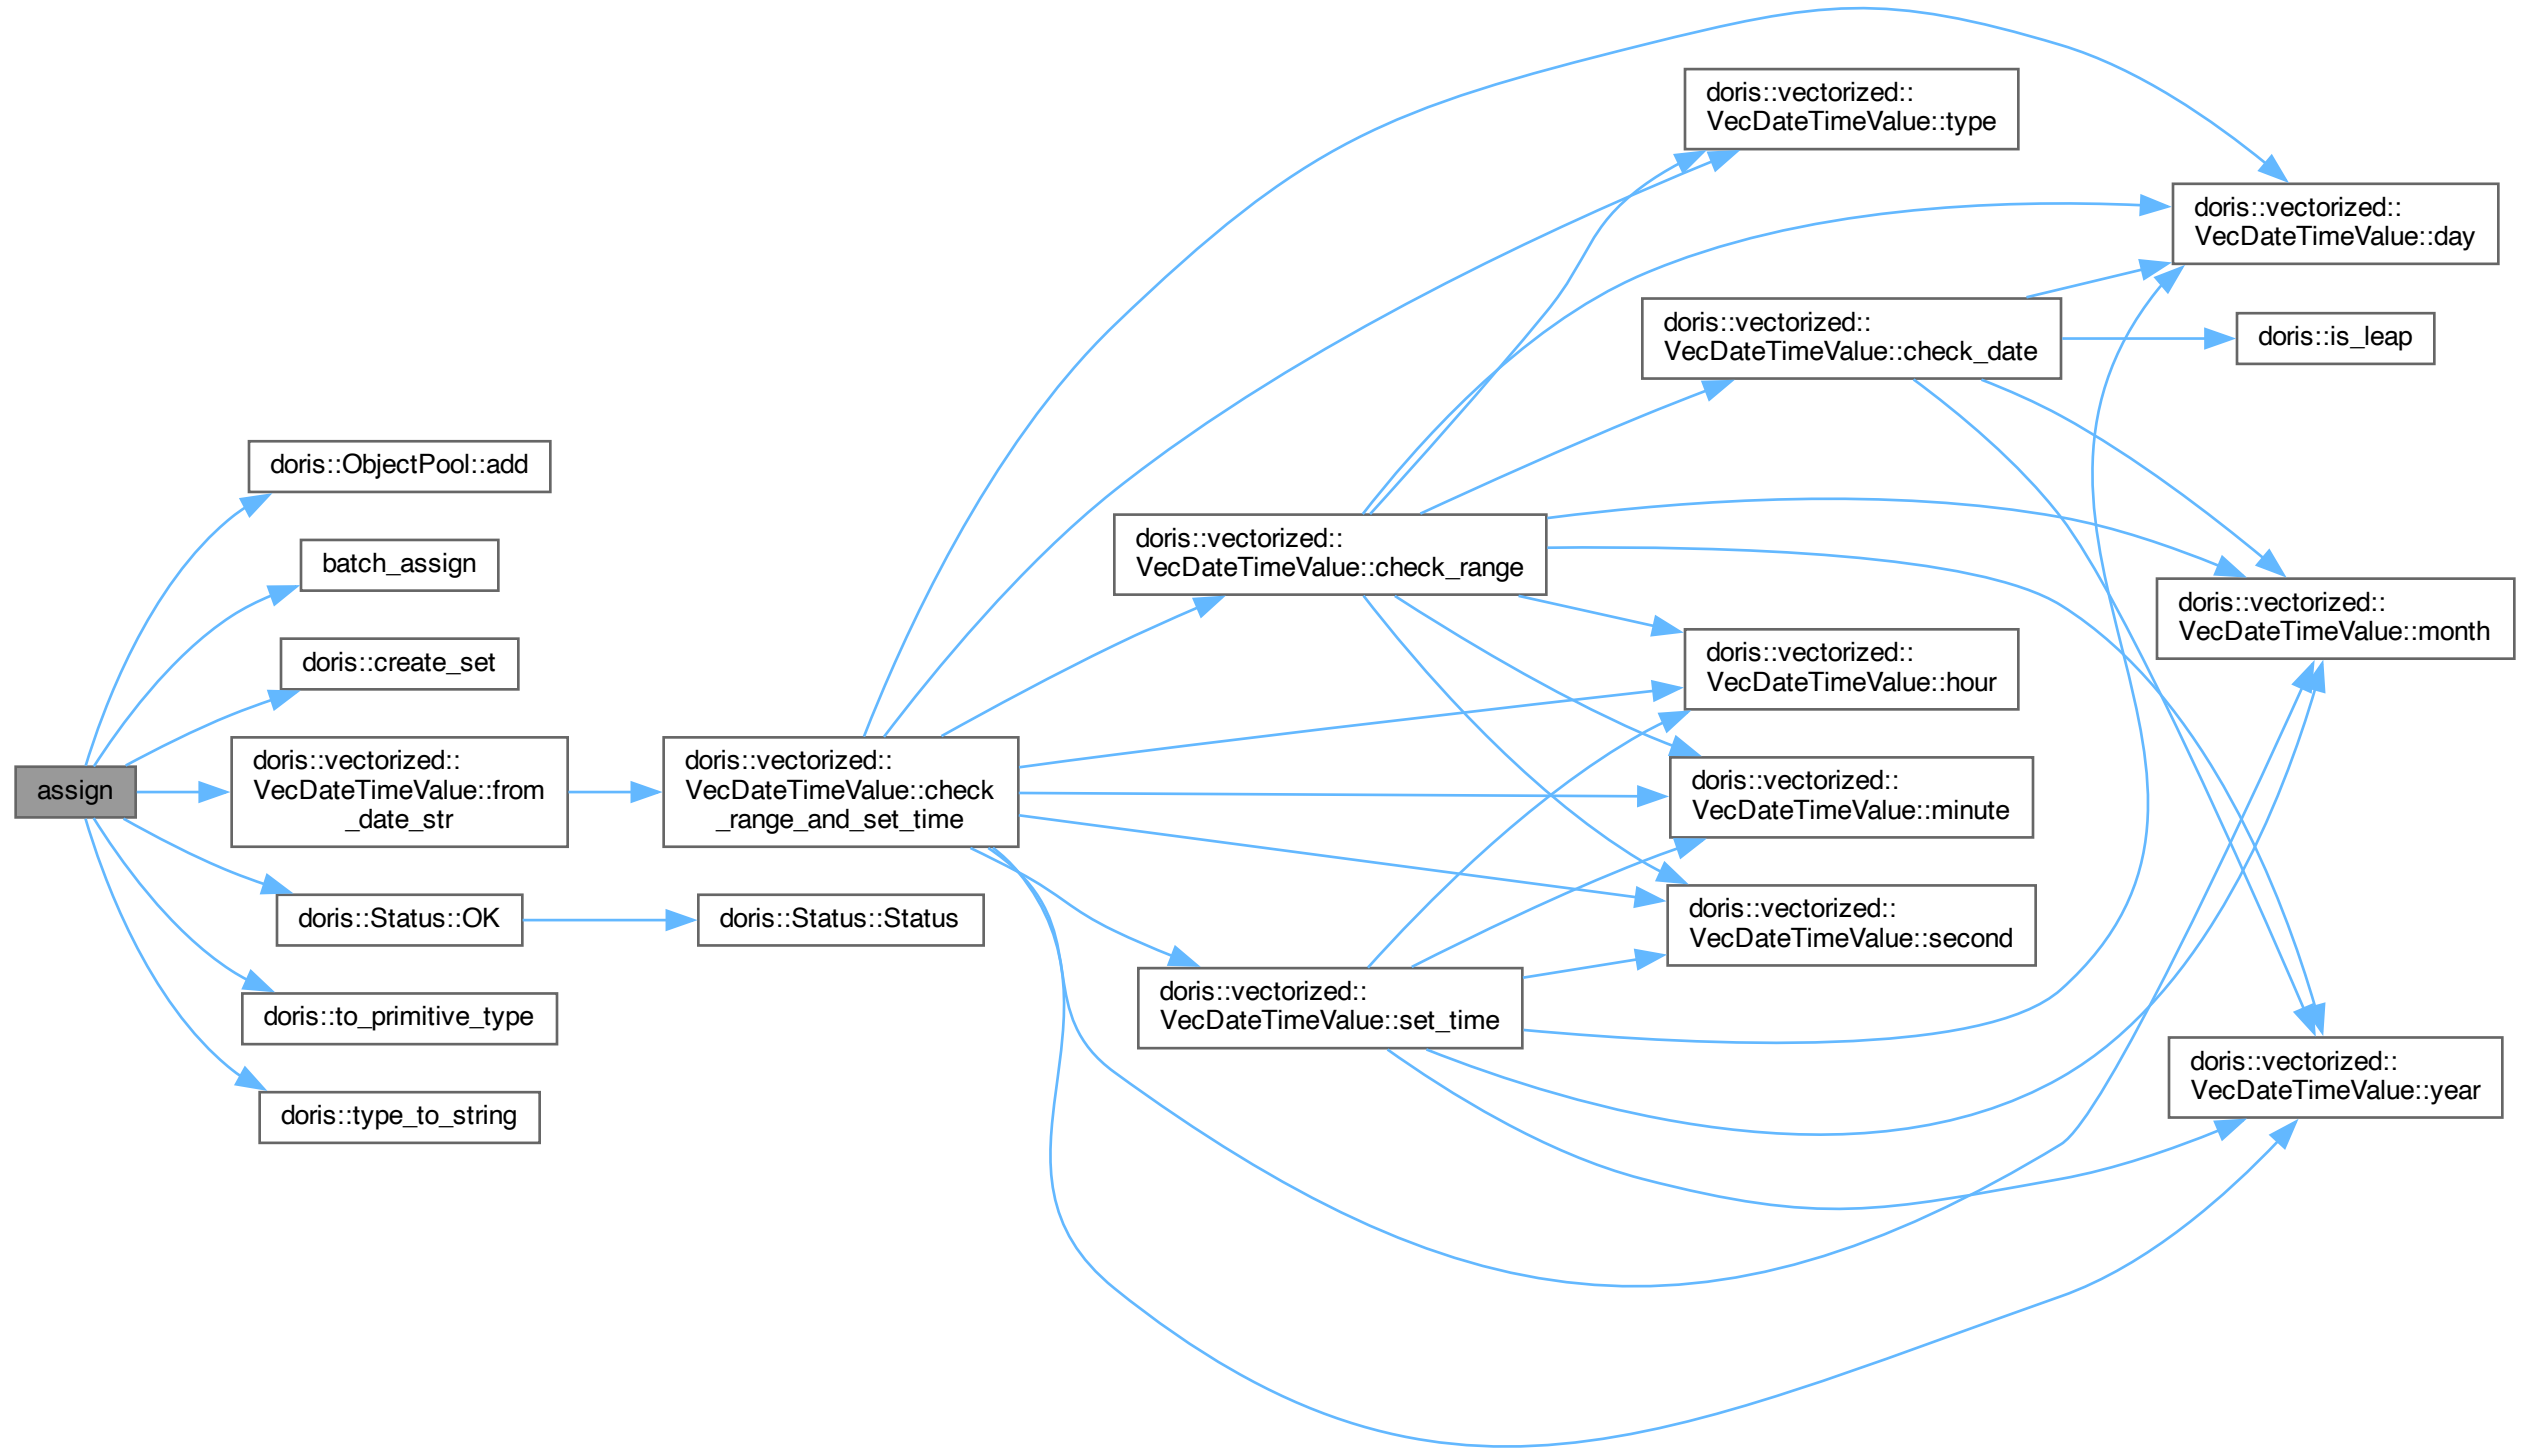 assign
doris::ObjectPool::add
batch_assign
doris::create_set
doris::vectorized::
VecDateTimeValue::from
_date_str
doris::Status::OK
doris::to_primitive_type
doris::type_to_string
doris::vectorized::
VecDateTimeValue::check
_range_and_set_time
doris::Status::Status
doris::vectorized::
VecDateTimeValue::check_range
doris::vectorized::
VecDateTimeValue::set_time
doris::vectorized::
VecDateTimeValue::type
doris::vectorized::
VecDateTimeValue::check_date
doris::vectorized::
VecDateTimeValue::hour
doris::vectorized::
VecDateTimeValue::minute
doris::vectorized::
VecDateTimeValue::second
doris::vectorized::
VecDateTimeValue::day
doris::is_leap
doris::vectorized::
VecDateTimeValue::month
doris::vectorized::
VecDateTimeValue::year